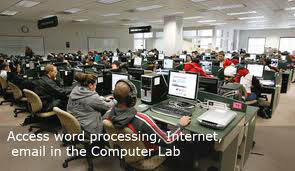 Access word processing, Internet,
email in the Computer Lab